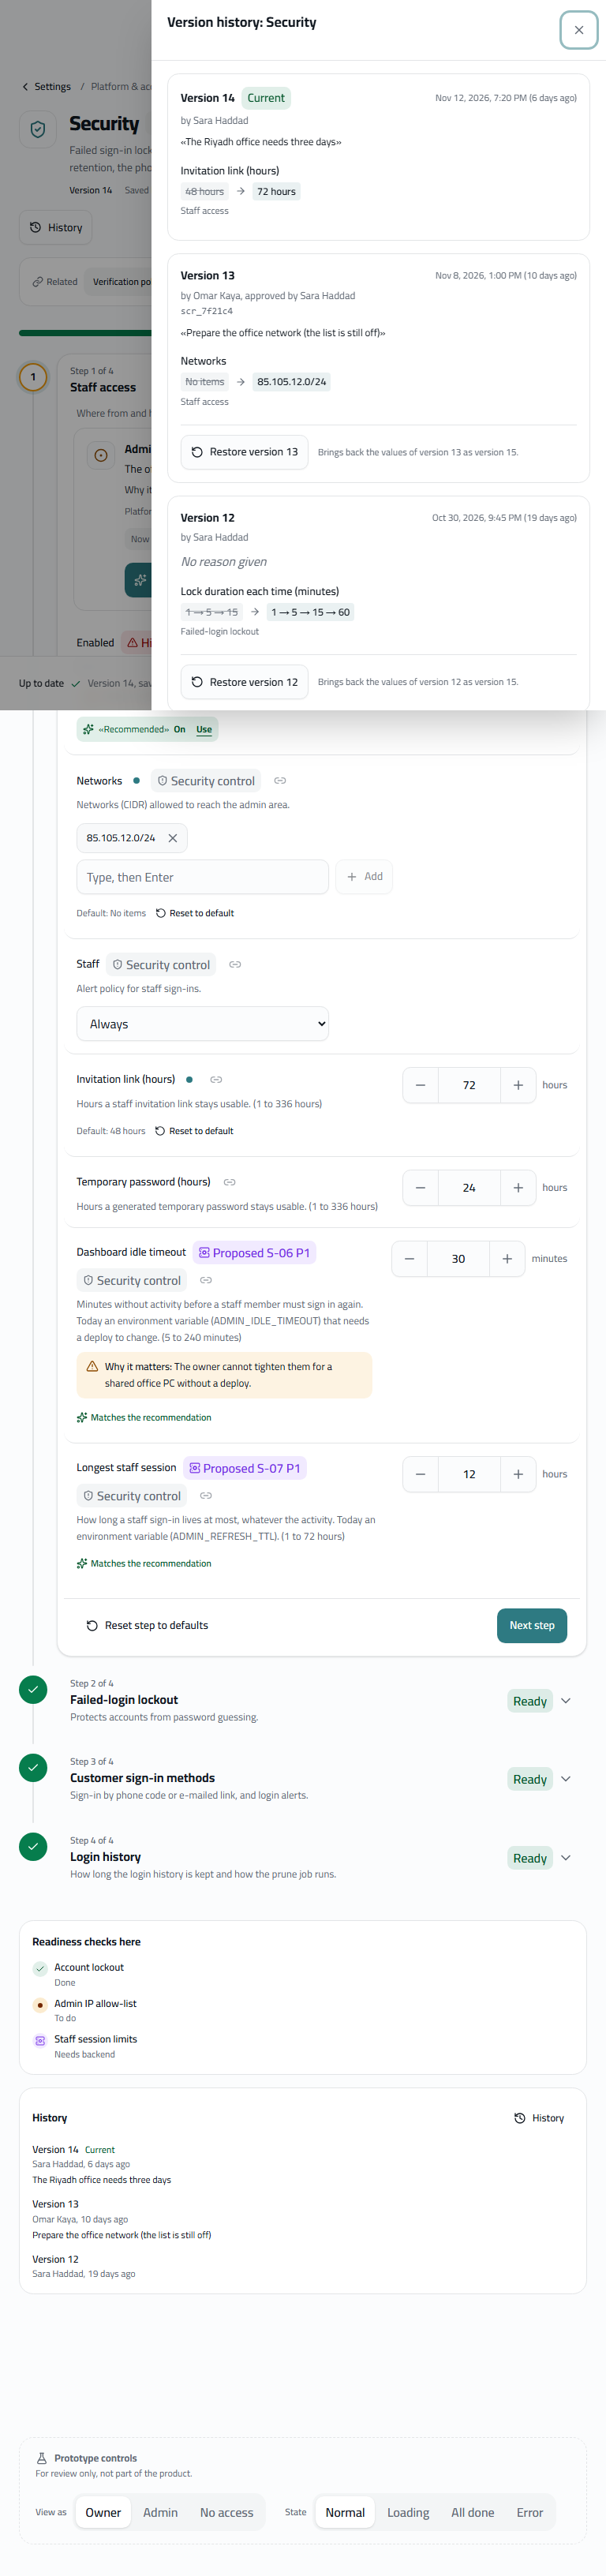 Version history: Security
Version 14 Current
Nov 12, 2026, 7:20 PM (6 days ago)
by Sara Haddad
«The Riyadh office needs three days»
Invitation link (hours)
48 hours → 72 hours
Staff access
Version 13
Nov 8, 2026, 1:00 PM (10 days ago)
by Omar Kaya, approved by Sara Haddad
scr_7f21c4
«Prepare the office network (the list is still off)»
Networks
No items → 85.105.12.0/24
Staff access
Restore version 13
Brings back the values of version 13 as version 15.
Version 12
Oct 30, 2026, 9:45 PM (19 days ago)
by Sara Haddad
No reason given
Lock duration each time (minutes)
1 → 5 → 15 → 1 → 5 → 15 → 60
Failed-login lockout
Restore version 12
Brings back the values of version 12 as version 15.
Settings / Platform & ac
Security
Failed sign-in lock
retention, the pho
Version 14 Saved
History
Related Verification po
1
Step 1 of 4
Staff access
Where from and h
Admi
The o
Why it
Platfor
Now
Enabled Hi
Up to date Version 14, sav
«Recommended» On Use
Networks Security control
Networks (CIDR) allowed to reach the admin area.
85.105.12.0/24
Type, then Enter
Add
Default: No items Reset to default
Staff Security control
Alert policy for staff sign-ins.
Always
Invitation link (hours)
72 hours
Hours a staff invitation link stays usable. (1 to 336 hours)
Default: 48 hours Reset to default
Temporary password (hours)
24 hours
Hours a generated temporary password stays usable. (1 to 336 hours)
Dashboard idle timeout Proposed S-06 P1
30 minutes
Security control
Minutes without activity before a staff member must sign in again.
Today an environment variable (ADMIN_IDLE_TIMEOUT) that needs
a deploy to change. (5 to 240 minutes)
Why it matters: The owner cannot tighten them for a
shared office PC without a deploy.
Matches the recommendation
Longest staff session Proposed S-07 P1
12 hours
Security control
How long a staff sign-in lives at most, whatever the activity. Today an
environment variable (ADMIN_REFRESH_TTL). (1 to 72 hours)
Matches the recommendation
Reset step to defaults
Next step
Step 2 of 4
Failed-login lockout
Protects accounts from password guessing.
Ready
Step 3 of 4
Customer sign-in methods
Sign-in by phone code or e-mailed link, and login alerts.
Ready
Step 4 of 4
Login history
How long the login history is kept and how the prune job runs.
Ready
Readiness checks here
Account lockout
Done
Admin IP allow-list
To do
Staff session limits
Needs backend
History
History
Version 14 Current
Sara Haddad, 6 days ago
The Riyadh office needs three days
Version 13
Omar Kaya, 10 days ago
Prepare the office network (the list is still off)
Version 12
Sara Haddad, 19 days ago
Prototype controls
For review only, not part of the product.
View as Owner Admin No access
State Normal Loading All done Error